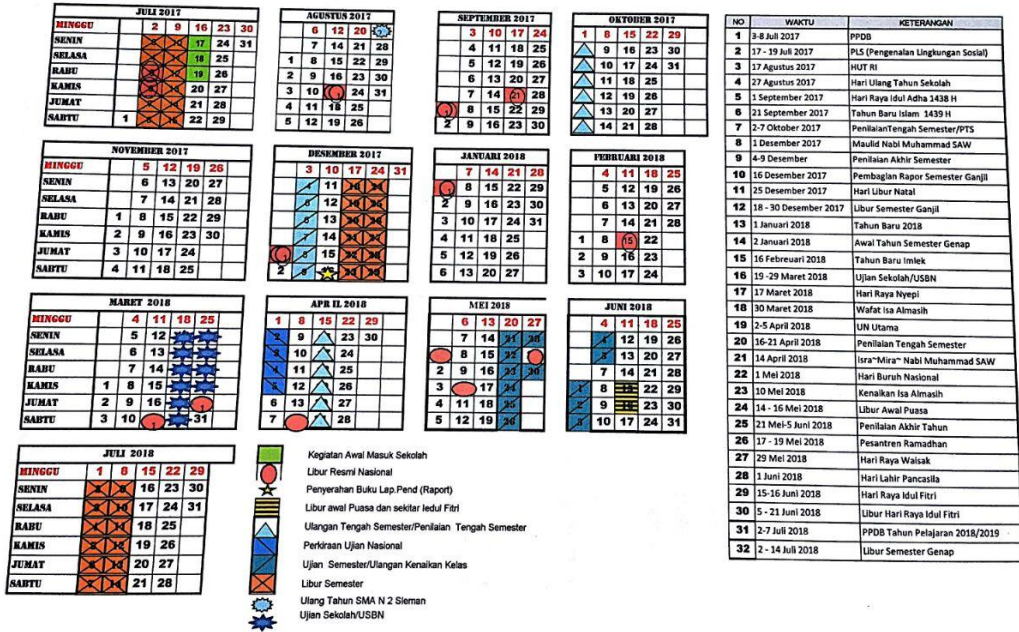 JULI 2017
MINGGU 2 9 16 23 30
SENIN 17 24 31
SELASA 18 25
RABU 19 26
KAMIS 20 27
JUMAT 21 28
SABTU 1 22 29
AGUSTUS 2017
6 13 20
7 14 21 28
1 8 15 22 29
2 9 16 23 30
3 10 24 31
4 11 18 25
5 12 19 26
SEPTEMBER 2017
3 10 17 24
4 11 18 25
5 12 19 26
6 13 20 27
7 14 21 28
8 15 22 29
2 9 16 23 30
OKTOBER 2017
1 8 15 22 29
9 16 23 30
10 17 24 31
11 18 25
12 19 26
13 20 27
14 21 28
NOVEMBER 2017
MINGGU 5 12 19 26
SENIN 6 13 20 27
SELASA 7 14 21 28
RABU 1 8 15 22 29
KAMIS 2 9 16 23 30
JUMAT 3 10 17 24
SABTU 4 11 18 25
DESEMBER 2017
3 10 17 24 31
4 11
5 12
6 13
7 14
8 15
2 9
JANUARI 2018
7 14 21 28
8 15 22 29
2 9 16 23 30
3 10 17 24 31
4 11 18 25
5 12 19 26
6 13 20 27
FEBRUARI 2018
4 11 18 25
5 12 19 26
6 13 20 27
7 14 21 28
1 8 15 22
2 9 16 23
3 10 17 24
MARET 2018
MINGGU 4 11 18 25
SENIN 5 12
SELASA 6 13
RABU 7 14
KAMIS 1 8 15
JUMAT 2 9 16
SABTU 3 10 31
APR IL 2018
1 8 15 22 29
2 9 23 30
3 10 24
4 11 25
5 12 26
6 13 27
7 28
MEI 2018
6 13 20 27
7 14 21 28
8 15 22
2 9 16 23 30
3 17 24
4 11 18 25
5 12 19 26
JUNI 2018
4 11 18 25
12 19 26
13 20 27
7 14 21 28
1 8 22 29
2 9 23 30
3 10 17 24 31
JULI 2018
MINGGU 1 8 15 22 29
SENIN 16 23 30
SELASA 17 24 31
RABU 18 25
KAMIS 19 26
JUMAT 20 27
SABTU 21 28
Kegiatan Awal Masuk Sekolah
Libur Resmi Nasional
Penyerahan Buku Lap.Pend (Raport)
Libur awal Puasa dan sekitar Iedul Fitri
Ulangan Tengah Semester/Penilaian Tengah Semester
Perkiraan Ujian Nasional
Ujian Semester/Ulangan Kenaikan Kelas
Libur Semester
Ulang Tahun SMA N 2 Sleman
Ujian Sekolah/USBN
NO WAKTU KETERANGAN
1 3-8 Juli 2017 PPDB
2 17 - 19 Juli 2017 PLS (Pengenalan Lingkungan Sosial)
3 17 Agustus 2017 HUT RI
4 27 Agustus 2017 Hari Ulang Tahun Sekolah
5 1 September 2017 Hari Raya Idul Adha 1438 H
6 21 September 2017 Tahun Baru Islam 1439 H
7 2-7 Oktober 2017 PenilaianTengah Semester/PTS
8 1 Desember 2017 Maulid Nabi Muhammad SAW
9 4-9 Desember Penilaian Akhir Semester
10 16 Desember 2017 Pembagian Rapor Semester Ganjil
11 25 Desember 2017 Hari Libur Natal
12 18 - 30 Desember 2017 Libur Semester Ganjil
13 1 Januari 2018 Tahun Baru 2018
14 2 Januari 2018 Awal Tahun Semester Genap
15 16 Febreuari 2018 Tahun Baru Imlek
16 19 -29 Maret 2018 Ujian Sekolah/USBN
17 17 Maret 2018 Hari Raya Nyepi
18 30 Maret 2018 Wafat Isa Almasih
19 2-5 April 2018 UN Utama
20 16-21 April 2018 Penilaian Tengah Semester
21 14 April 2018 Isra~Mira~ Nabi Muhammad SAW
22 1 Mei 2018 Hari Buruh Nasional
23 10 Mei 2018 Kenaikan Isa Almasih
24 14 - 16 Mei 2018 Libur Awal Puasa
25 21 Mei-5 Juni 2018 Penilaian Akhir Tahun
26 17 - 19 Mei 2018 Pesantren Ramadhan
27 29 Mei 2018 Hari Raya Waisak
28 1 Juni 2018 Hari Lahir Pancasila
29 15-16 Juni 2018 Hari Raya Idul Fitri
30 5 - 21 Juni 2018 Libur Hari Raya Idul Fitri
31 2-7 Juli 2018 PPDB Tahun Pelajaran 2018/2019
32 2 - 14 Juli 2018 Libur Semester Genap